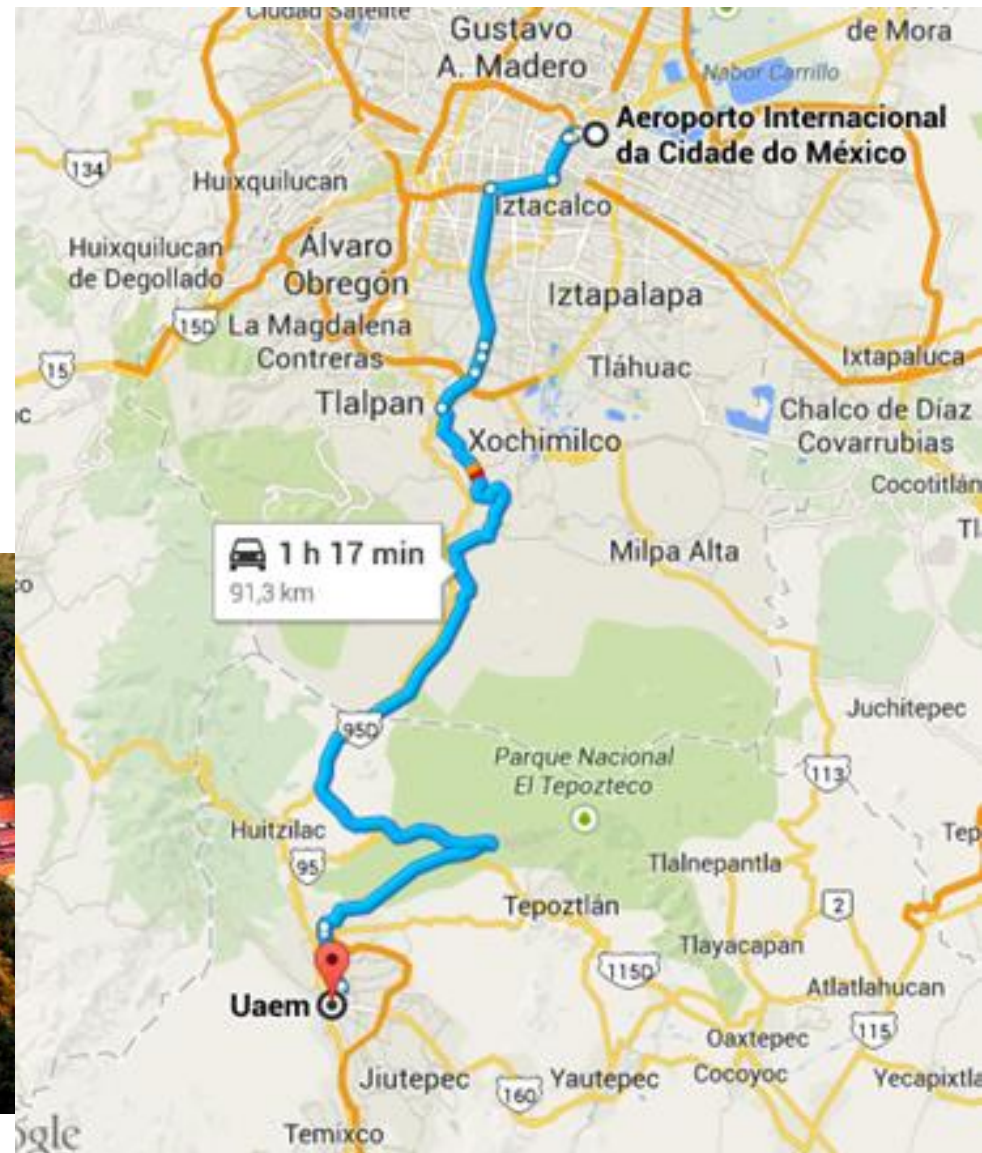 Ciudad Satélite
Gustavo
A. Madero
de Mora
Nabor Carrillo
Aeroporto Internacional
da Cidade do México
134
Huixquilucan
Iztacalco
Huixquilucan
de Degollado
Álvaro
Obregón
Iztapalapa
15D
La Magdalena
Contreras
15
Tláhuac
Ixtapaluca
Tlalpan
Chalco de Díaz
Covarrubias
Xochimilco
Cocotitlán
1 h 17 min
91,3 km
Milpa Alta
95D
Juchitepec
Parque Nacional
El Tepozteco
113
Huitzilac
95
Tlalnepantla
Tepoztlán
2
Tlayacapan
115D
Atlatlahucan
Uaem
Oaxtepec
115
Jiutepec
160
Yautepec
Cocoyoc
Yecapixtla
Temixco